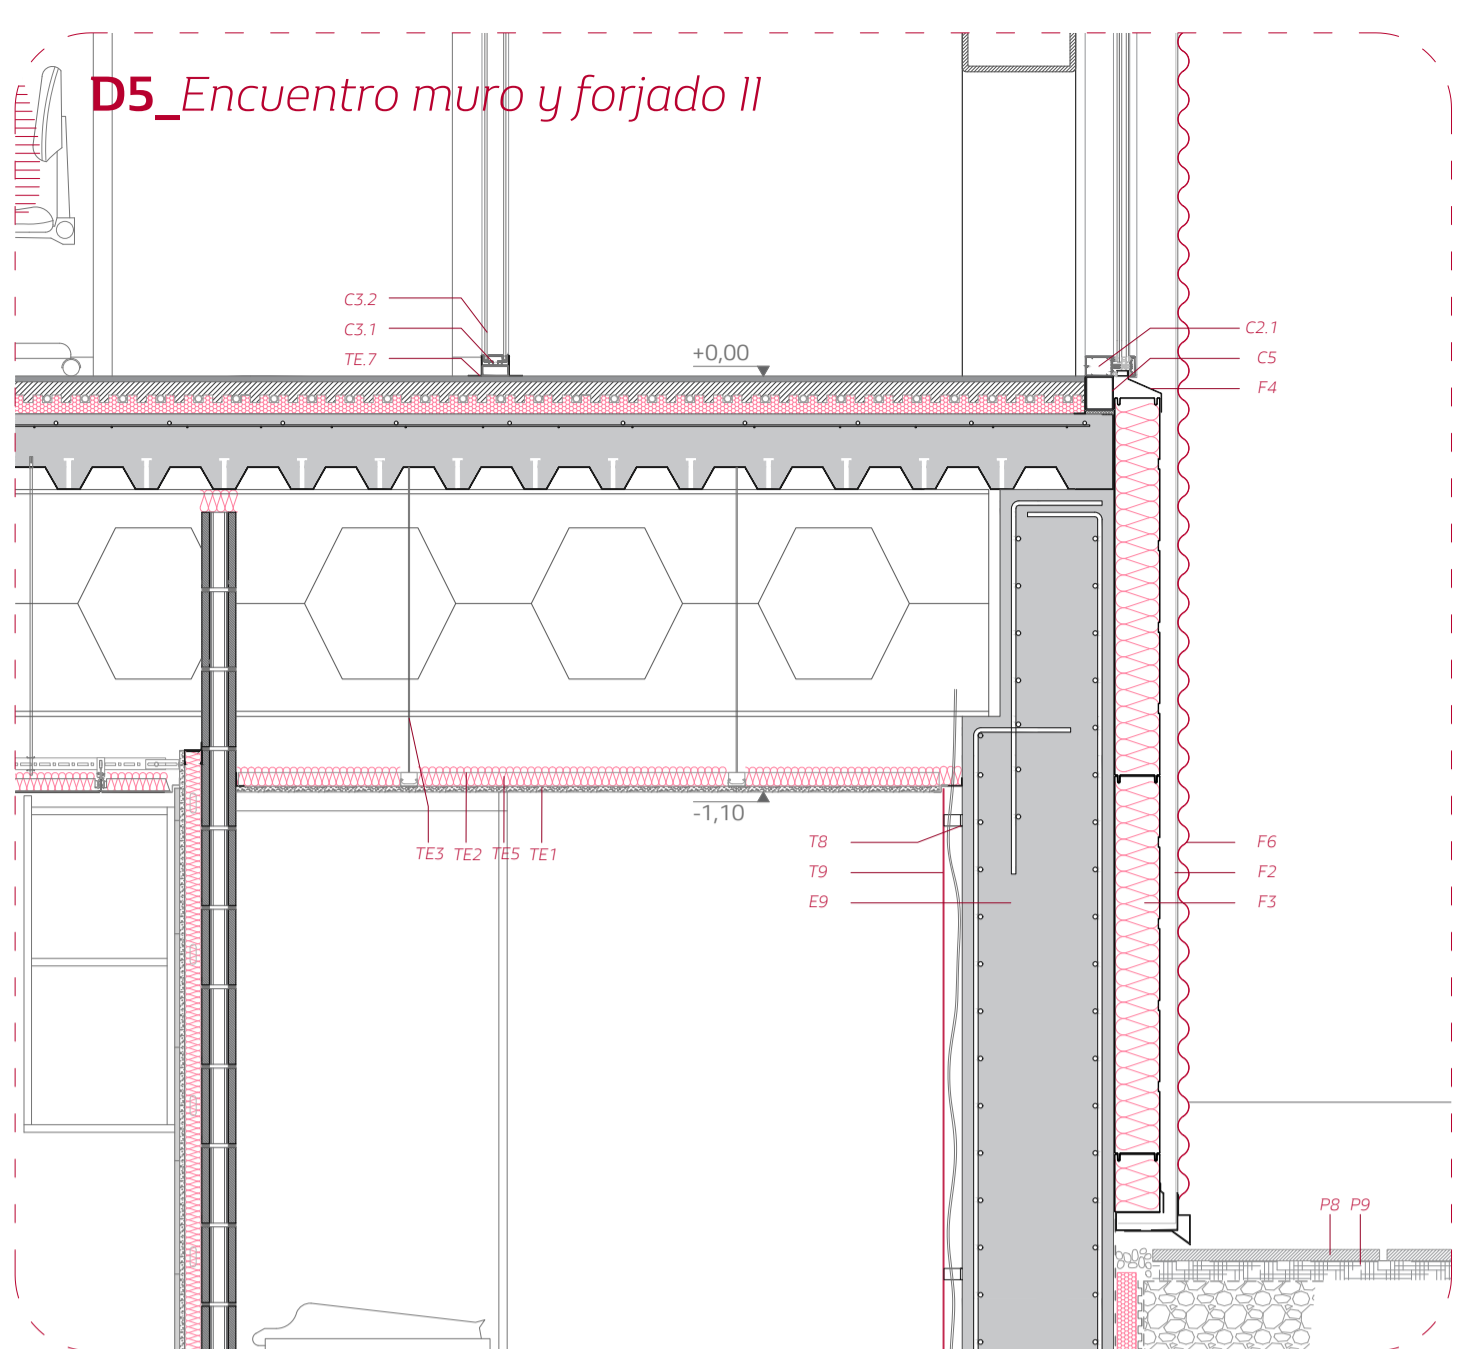 D5_Encuentro muro y forjado II
C3.2
C3.1
TE.7
+0,00
C2.1
C5
F4
-1,10
TE3 TE2 TE5 TE1
T8
T9
E9
F6
F2
F3
P8 P9